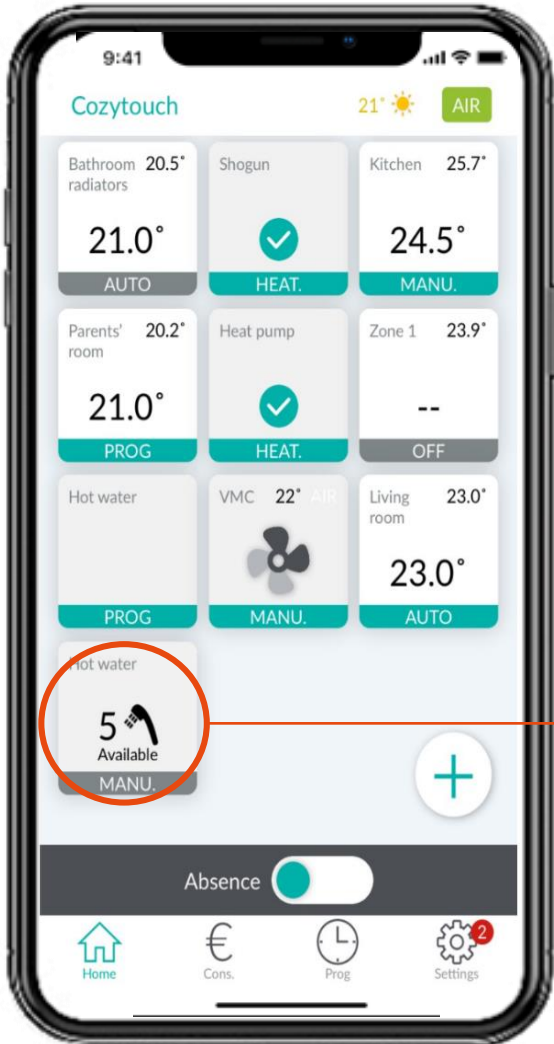 9:41
Cozytouch 21° AIR
Bathroom radiators 20.5°
21.0°
AUTO
Shogun
HEAT.
Kitchen 25.7°
24.5°
MANU.
Parents' room 20.2°
21.0°
PROG
Heat pump
HEAT.
Zone 1 23.9°
--
OFF
Hot water
PROG
VMC 22° AIR
MANU.
Living room 23.0°
23.0°
AUTO
Hot water
5
Available
MANU.
+
Absence
€ 2
Home Cons. Prog Settings